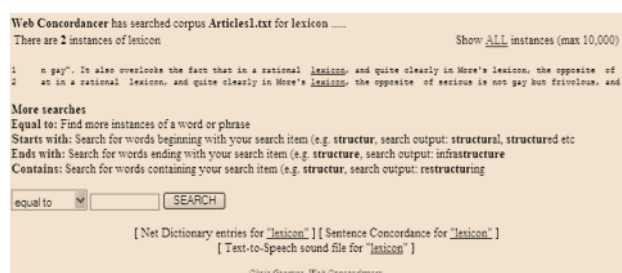 Web Concordancer has searched corpus Articles1.txt for lexicon .....
There are 2 instances of lexicon Show ALL instances (max 10,000)
1 n gay". It also overlooks the fact that in a rational lexicon, and quite clearly in More's lexicon, the opposite of
2 at in a rational lexicon, and quite clearly in More's lexicon, the opposite of serious is not gay but frivolous, and
More searches
Equal to: Find more instances of a word or phrase
Starts with: Search for words beginning with your search item (e.g. structur, search output: structural, structured etc
Ends with: Search for words ending with your search item (e.g. structure, search output: infrastructure
Contains: Search for words containing your search item (e.g. structur, search output: restructuring
equal to SEARCH
[ Net Dictionary entries for "lexicon" ] [ Sentence Concordance for "lexicon" ]
[ Text-to-Speech sound file for "lexicon" ]
Web Concordancer